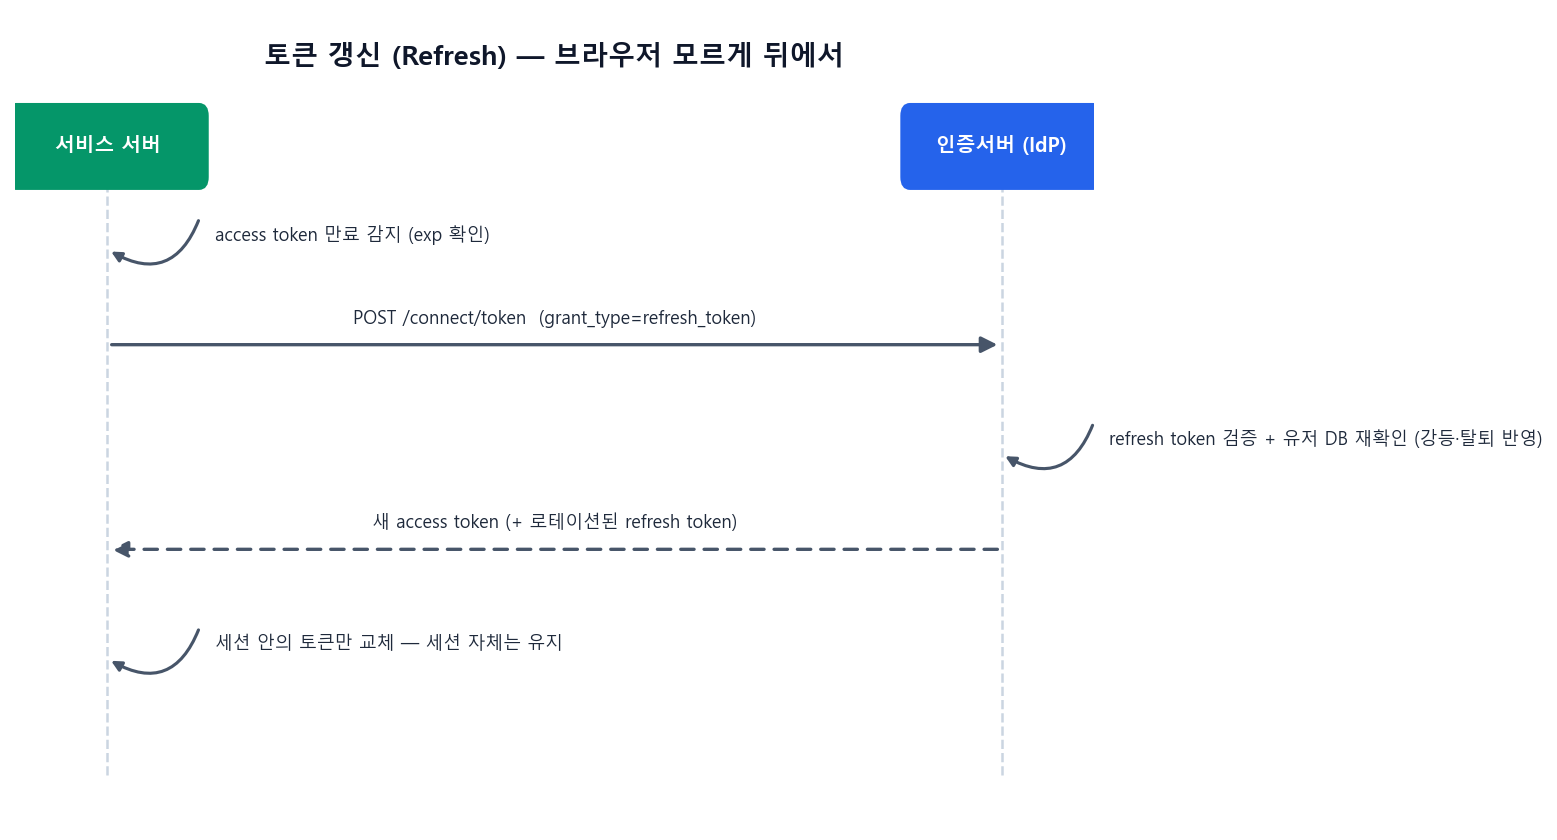 토큰 갱신 (Refresh) — 브라우저 모르게 뒤에서
서비스 서버
인증서버 (IdP)
access token 만료 감지 (exp 확인)
POST /connect/token  (grant_type=refresh_token)
refresh token 검증 + 유저 DB 재확인 (강등·탈퇴 반영)
새 access token (+ 로테이션된 refresh token)
세션 안의 토큰만 교체 — 세션 자체는 유지